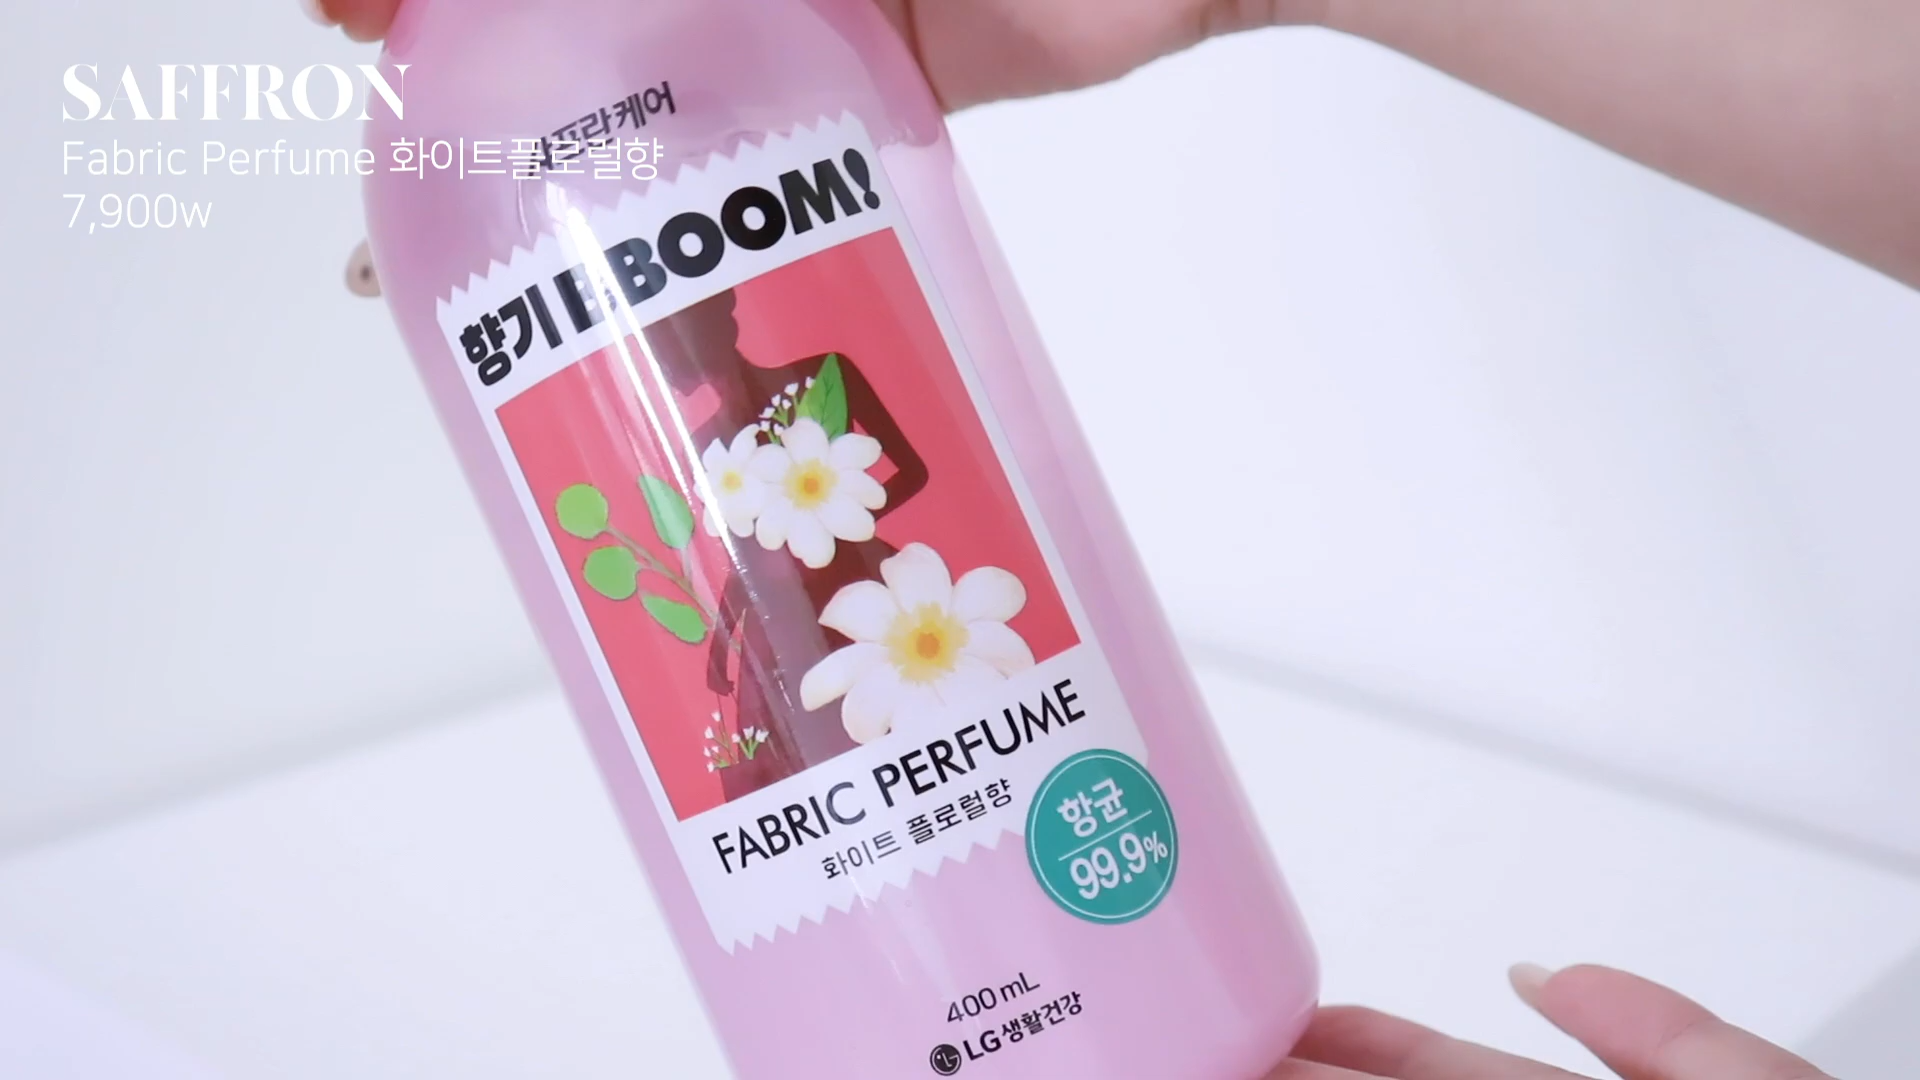 SAFFRON
Fabric Perfume 화이트플로럴향
7,900w
향기 BBOOM!
FABRIC PERFUME
화이트 플로럴향
항균
99.9%
400 mL
LG생활건강